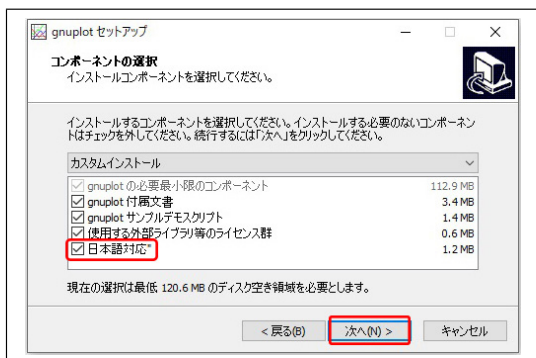 gnuplot セットアップ
コンポーネントの選択
インストールコンポーネントを選択してください。
インストールするコンポーネントを選択してください。インストールする必要のないコンポーネン
トはチェックを外してください。続行するには「次へ」をクリックしてください。
カスタムインストール
gnuplot の必要最小限のコンポーネント 112.9 MB
gnuplot 付属文書 3.4 MB
gnuplot サンプルデモスクリプト 1.4 MB
使用する外部ライブラリ等のライセンス群 0.6 MB
日本語対応* 1.2 MB
現在の選択は最低 120.6 MB のディスク空き領域を必要とします。
< 戻る(B) 次へ(N) > キャンセル